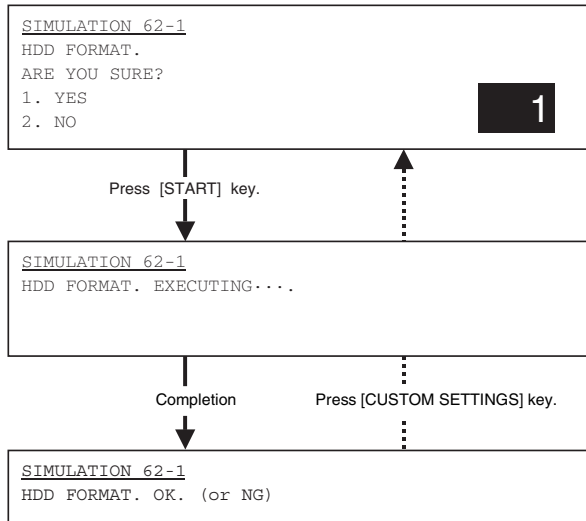 SIMULATION 62-1
HDD FORMAT.
ARE YOU SURE?
1. YES
2. NO
1
Press [START] key.
SIMULATION 62-1
HDD FORMAT. EXECUTING····.
Completion
Press [CUSTOM SETTINGS] key.
SIMULATION 62-1
HDD FORMAT. OK. (or NG)